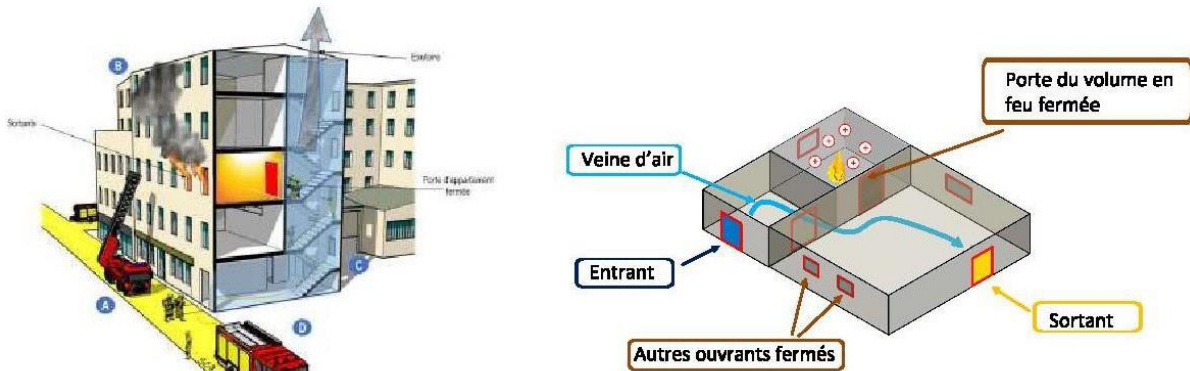 B
Exutoire
Sortants
Porte d'appartement
fermée
C
A
D
Porte du volume en
feu fermée
Veine d'air
Entrant
Autres ouvrants fermés
Sortant